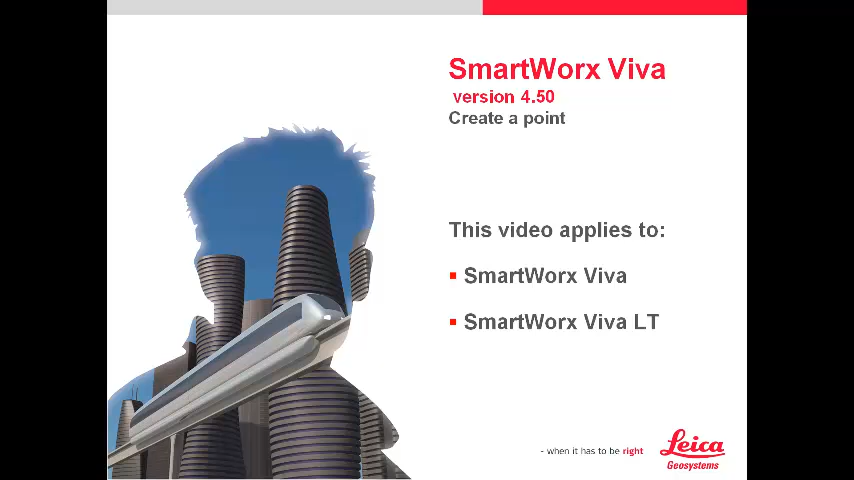 SmartWorx Viva
version 4.50
Create a point
This video applies to:
▪ SmartWorx Viva
▪ SmartWorx Viva LT
- when it has to be right
Leica
Geosystems